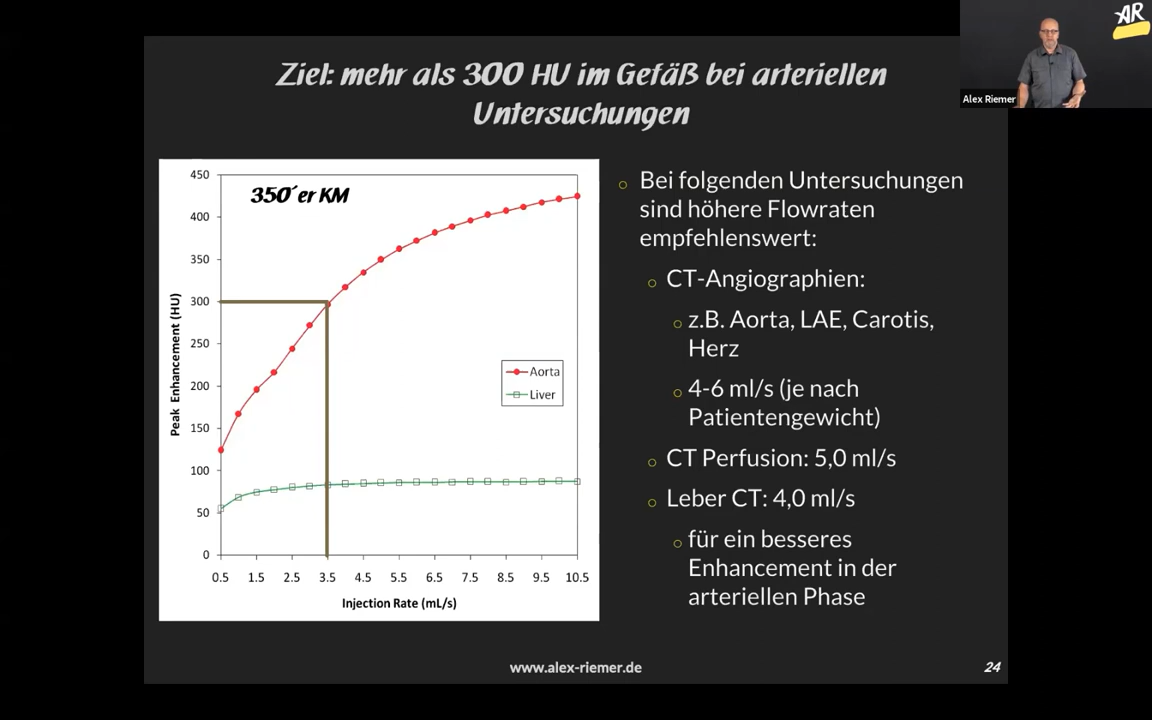 AR
Alex Riemer
Ziel: mehr als 300 HU im Gefäß bei arteriellen
Untersuchungen
350´er KM
Peak Enhancement (HU)
450
400
350
300
250
200
150
100
50
0
Aorta
Liver
0.5 1.5 2.5 3.5 4.5 5.5 6.5 7.5 8.5 9.5 10.5
Injection Rate (mL/s)
Bei folgenden Untersuchungen
sind höhere Flowraten
empfehlenswert:
CT-Angiographien:
z.B. Aorta, LAE, Carotis,
Herz
4-6 ml/s (je nach
Patientengewicht)
CT Perfusion: 5,0 ml/s
Leber CT: 4,0 ml/s
für ein besseres
Enhancement in der
arteriellen Phase
www.alex-riemer.de
24